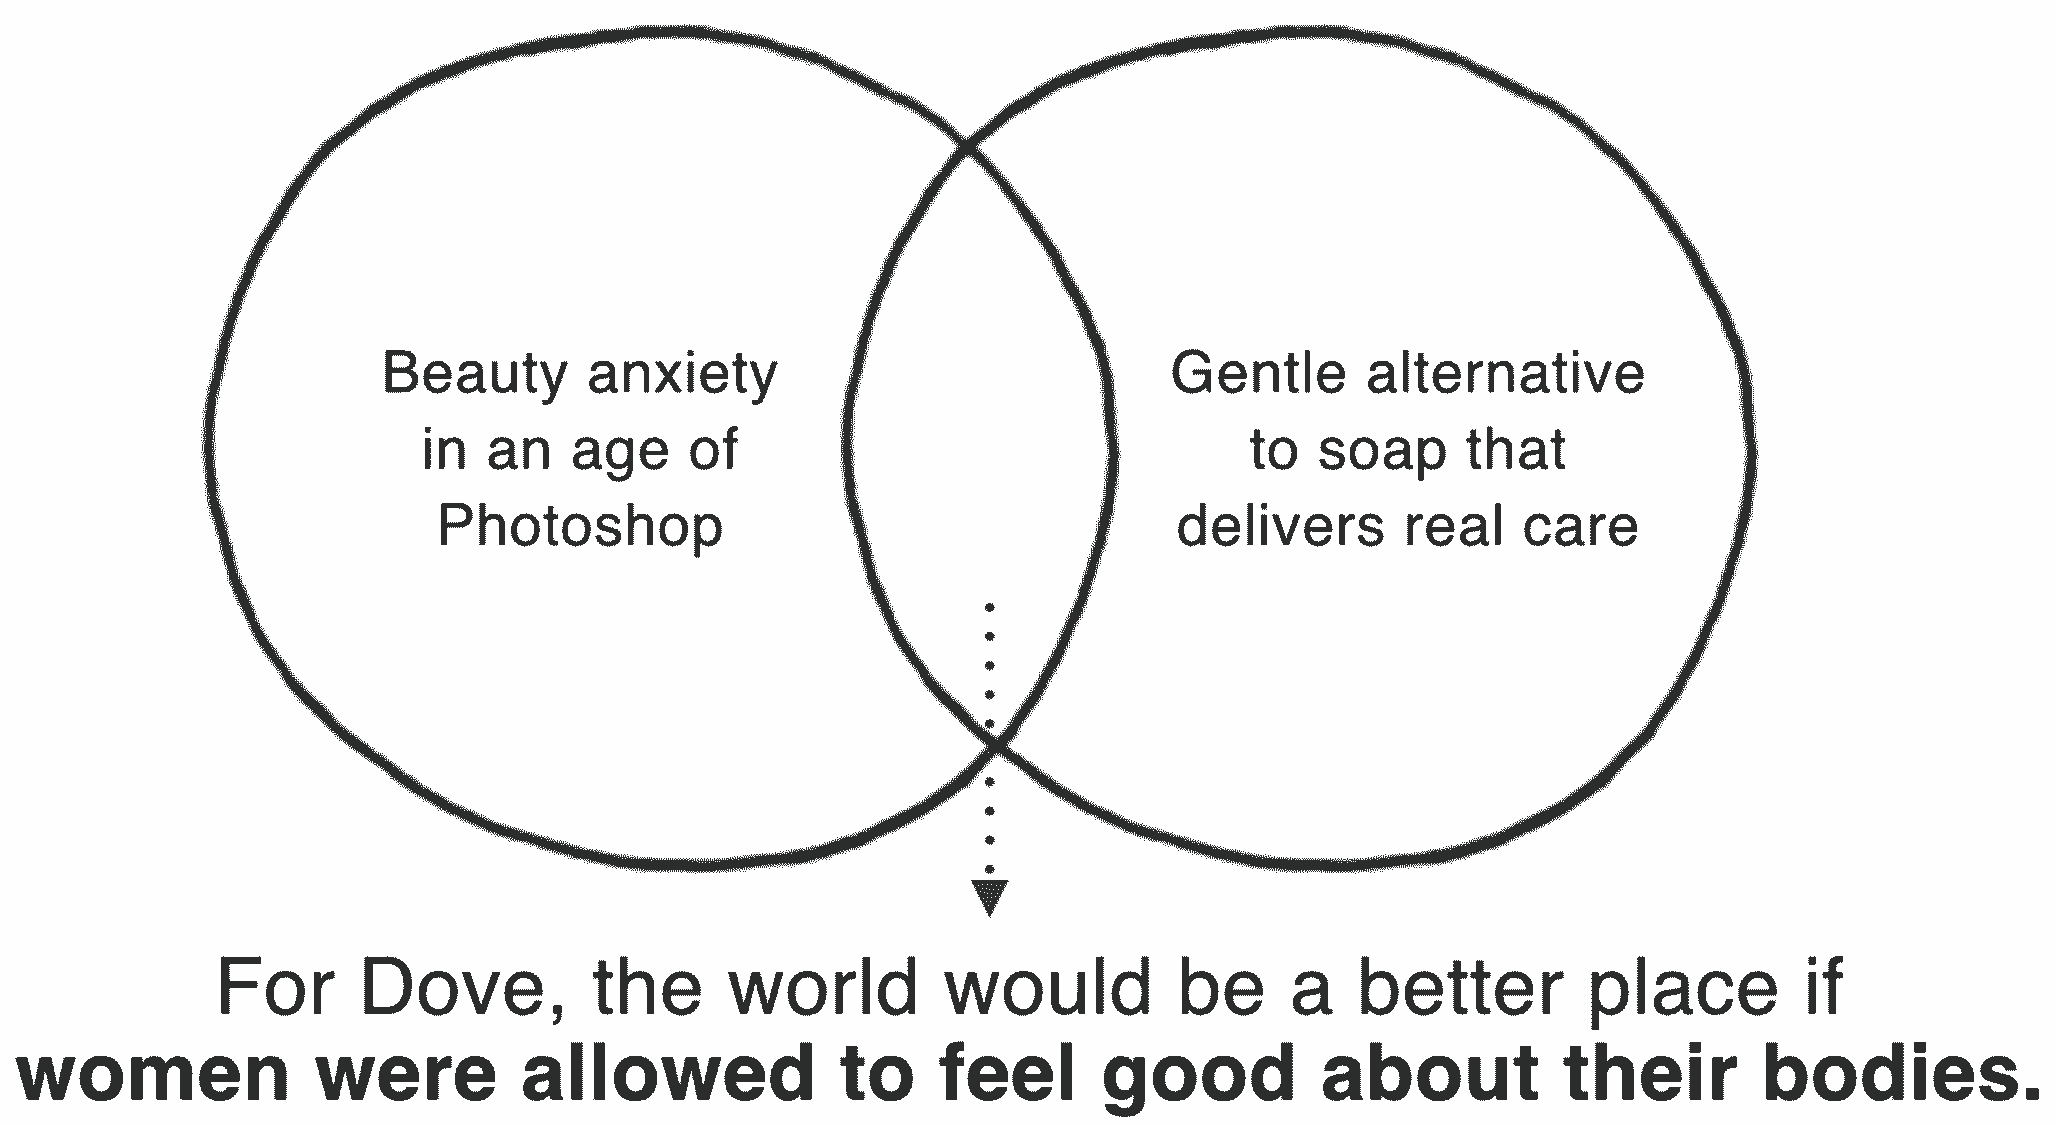 Beauty anxiety
in an age of
Photoshop
Gentle alternative
to soap that
delivers real care
For Dove, the world would be a better place if
women were allowed to feel good about their bodies.